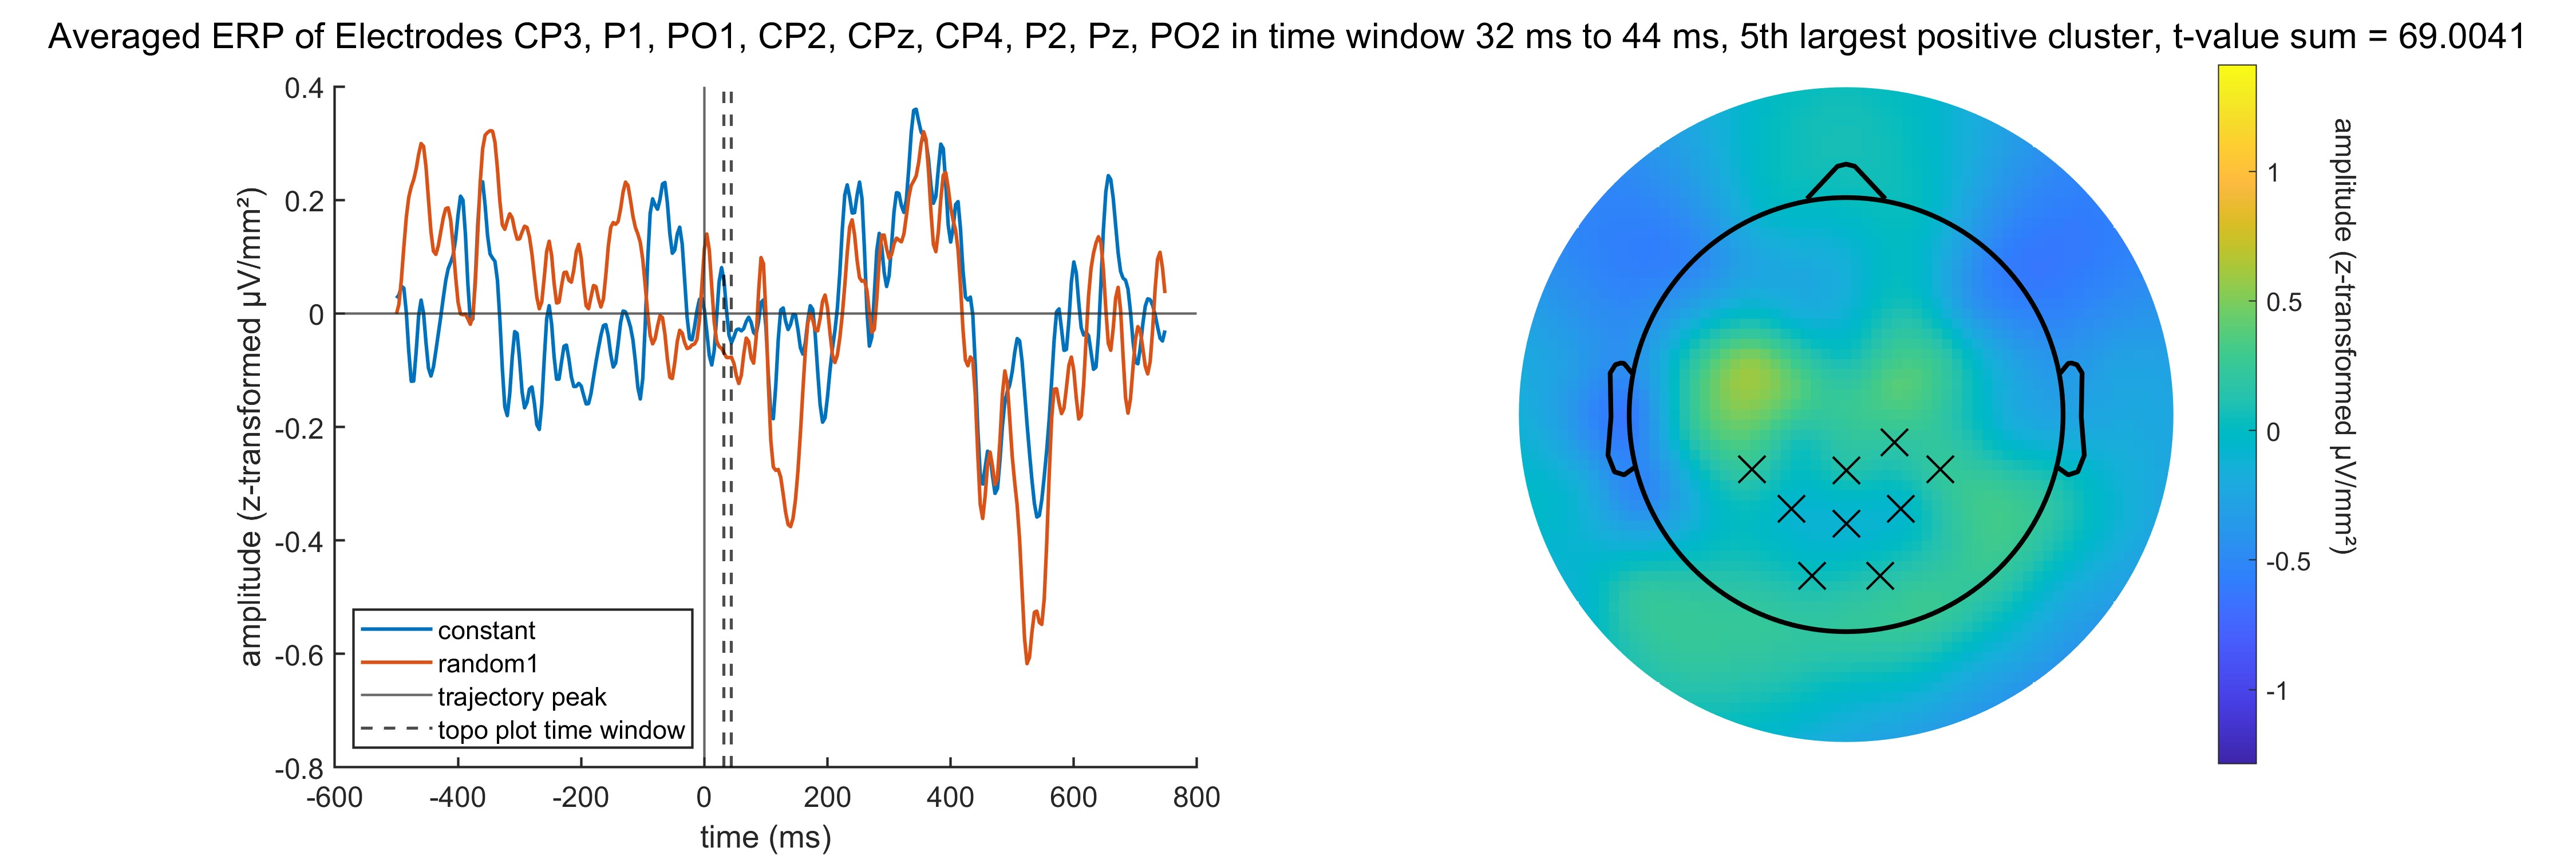 Averaged ERP of Electrodes CP3, P1, PO1, CP2, CPz, CP4, P2, Pz, PO2 in time window 32 ms to 44 ms, 5th largest positive cluster, t-value sum = 69.0041
amplitude (z-transformed µV/mm²)
0.4
0.2
0
-0.2
-0.4
-0.6
-0.8
constant
random1
trajectory peak
topo plot time window
-600
-400
-200
0
200
400
600
800
time (ms)
1
0.5
0
-0.5
-1
amplitude (z-transformed µV/mm²)